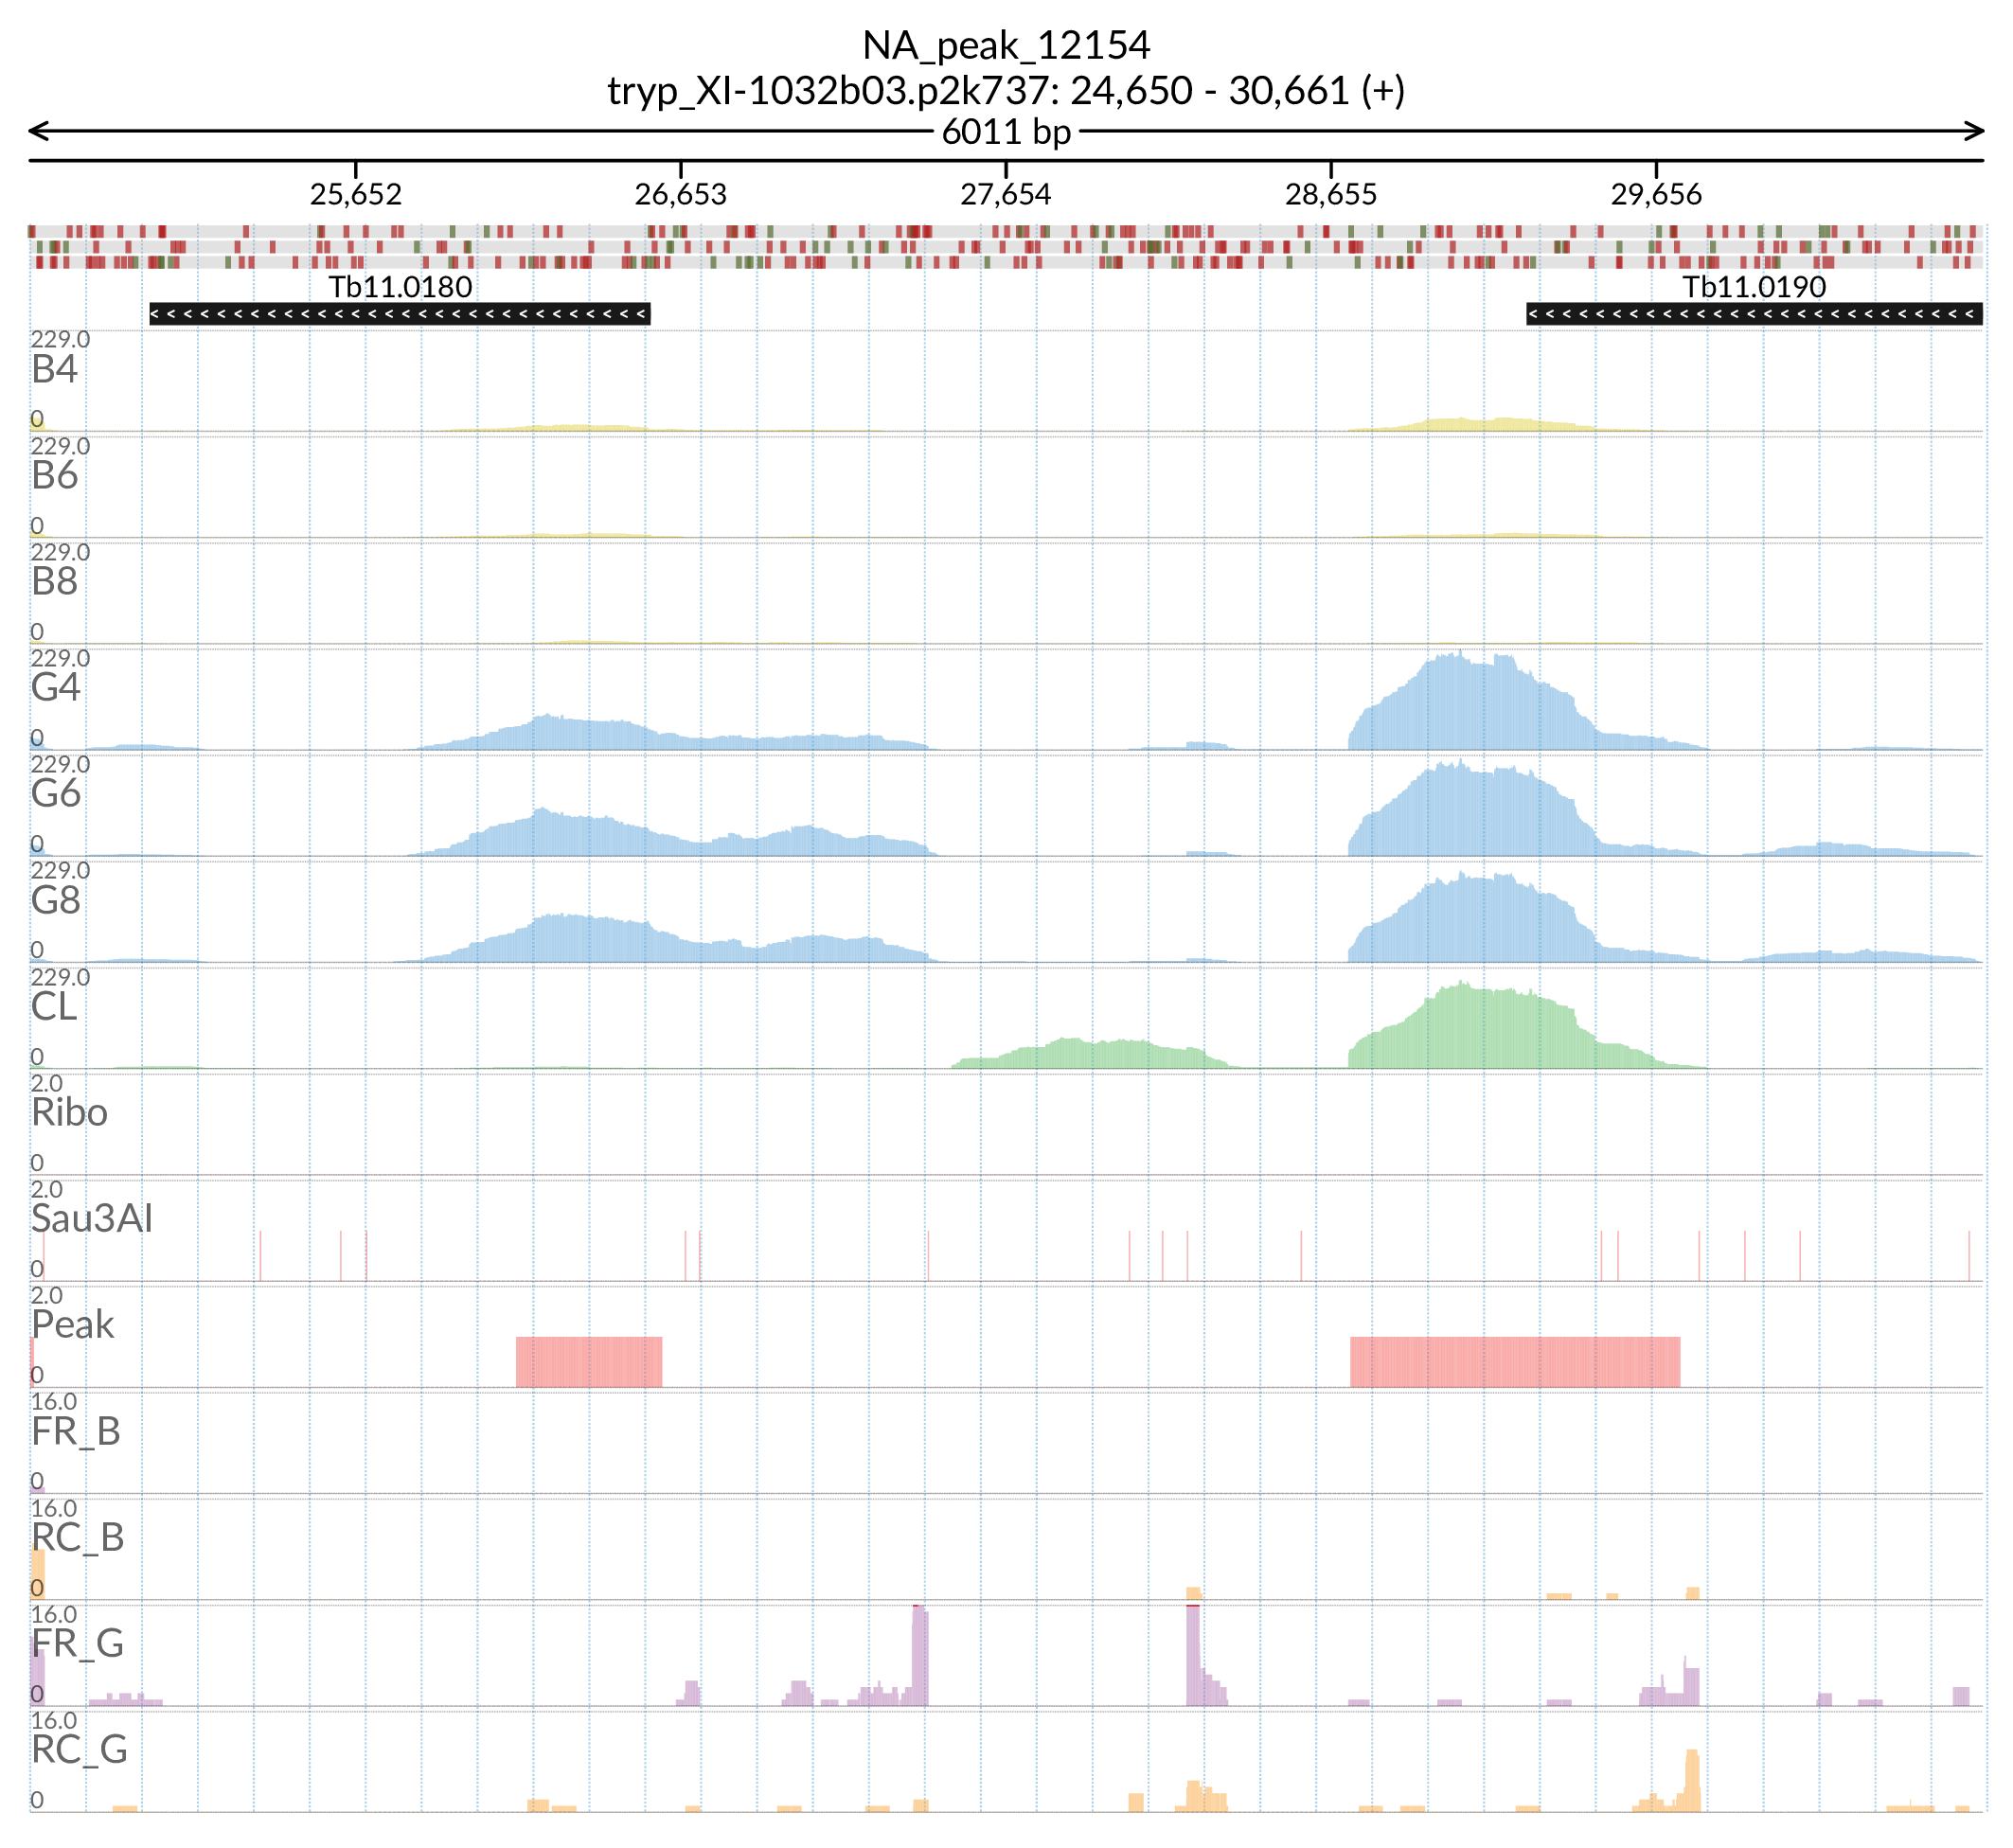 NA_peak_12154
tryp_XI-1032b03.p2k737: 24,650 - 30,661 (+)
6011 bp
25,652 26,653 27,654 28,655 29,656
Tb11.0180 Tb11.0190
229.0
B4
0
229.0
B6
0
229.0
B8
0
229.0
G4
0
229.0
G6
0
229.0
G8
0
229.0
CL
0
2.0
Ribo
0
2.0
Sau3AI
0
2.0
Peak
0
16.0
FR_B
0
16.0
RC_B
0
16.0
FR_G
0
16.0
RC_G
0